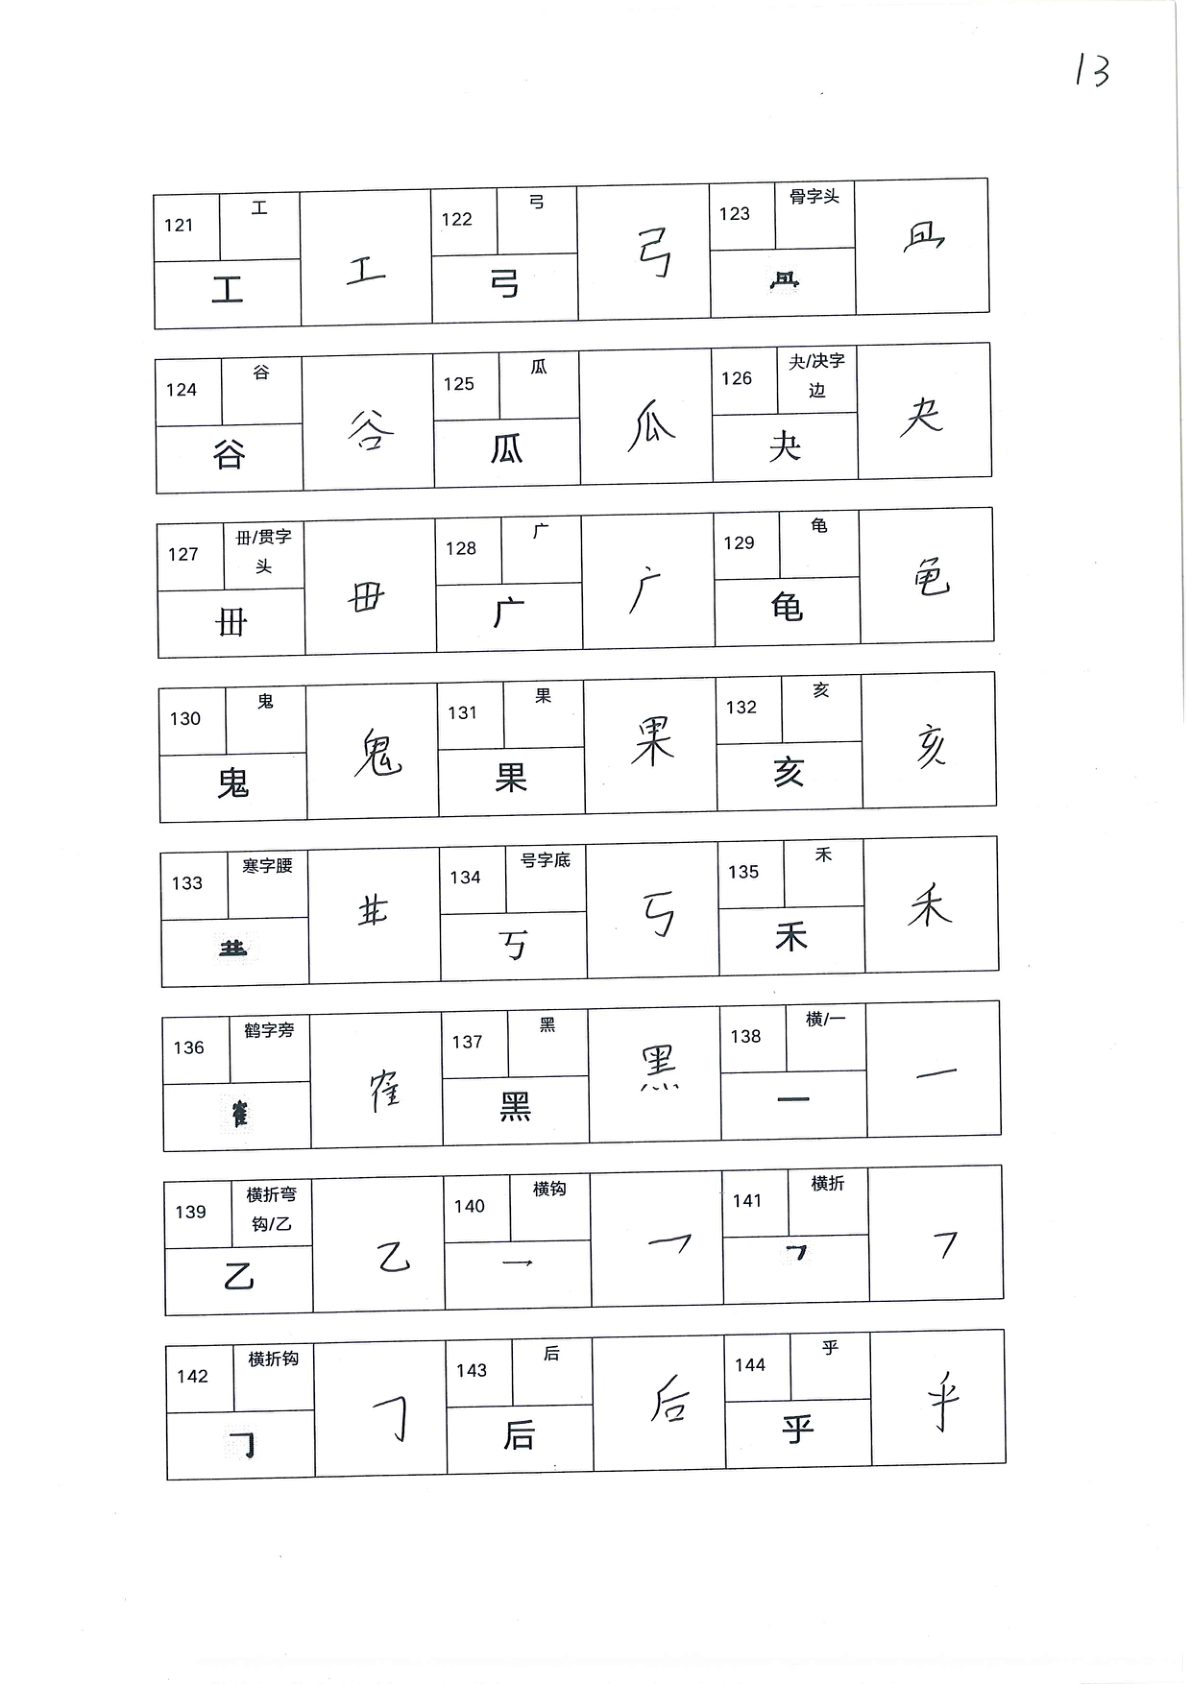 13
121 工 工 工 122 弓 弓 弓 123 骨字头
124 谷 谷 谷 125 瓜 瓜 瓜 126 夬/决字边 夬 夬
127 毌/贯字头 毌 毌 128 广 广 广 129 龟 龟 龟
130 鬼 鬼 鬼 131 果 果 果 132 亥 亥 亥
133 寒字腰 134 号字底 丂 丂 135 禾 禾 禾
136 鹤字旁 隺 隺 137 黑 黑 黑 138 横/一 一 一
139 横折弯钩/乙 乙 乙 140 横钩 乛 乛 141 横折 𠃍 𠃍
142 横折钩 𠃌 𠃌 143 后 后 后 144 乎 乎 乎